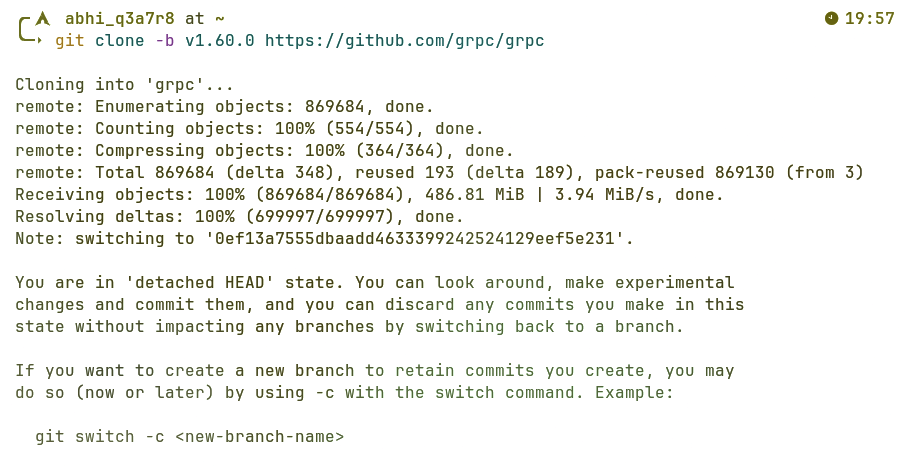 abhi_q3a7r8 at ~ 19:57
git clone -b v1.60.0 https://github.com/grpc/grpc
Cloning into 'grpc'...
remote: Enumerating objects: 869684, done.
remote: Counting objects: 100% (554/554), done.
remote: Compressing objects: 100% (364/364), done.
remote: Total 869684 (delta 348), reused 193 (delta 189), pack-reused 869130 (from 3)
Receiving objects: 100% (869684/869684), 486.81 MiB | 3.94 MiB/s, done.
Resolving deltas: 100% (699997/699997), done.
Note: switching to '0ef13a7555dbaadd4633399242524129eef5e231'.
You are in 'detached HEAD' state. You can look around, make experimental
changes and commit them, and you can discard any commits you make in this
state without impacting any branches by switching back to a branch.
If you want to create a new branch to retain commits you create, you may
do so (now or later) by using -c with the switch command. Example:
git switch -c <new-branch-name>